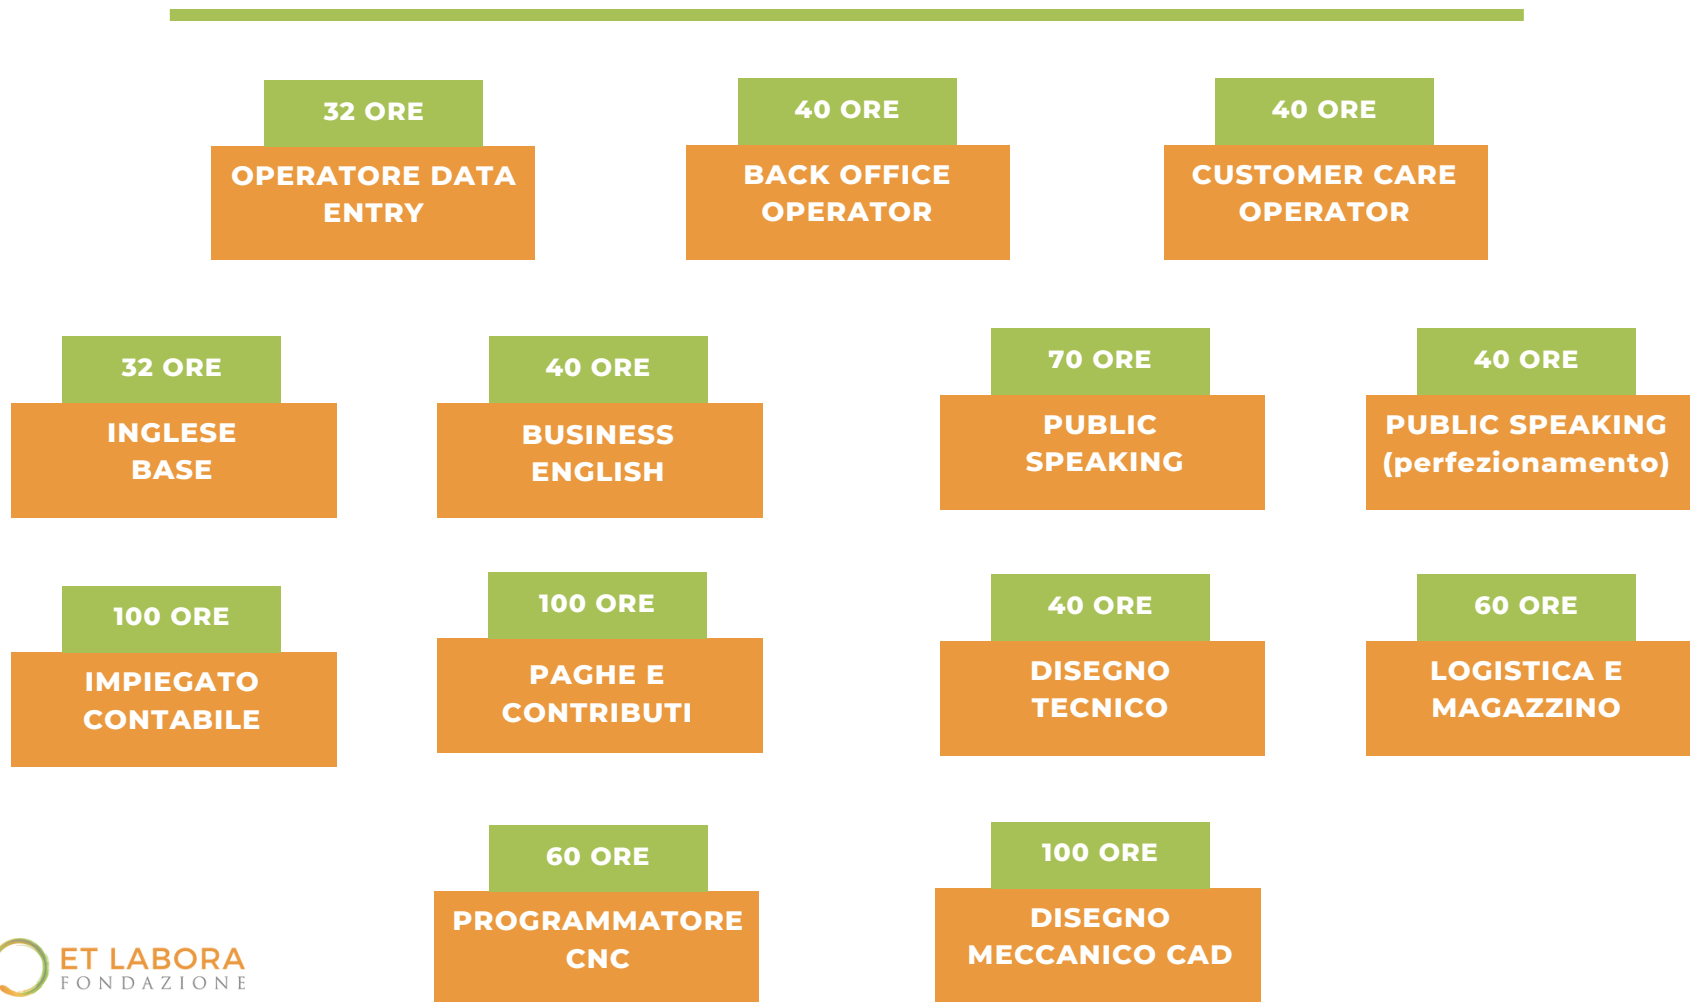 32 ORE
OPERATORE DATA
ENTRY
40 ORE
BACK OFFICE
OPERATOR
40 ORE
CUSTOMER CARE
OPERATOR
32 ORE
INGLESE
BASE
40 ORE
BUSINESS
ENGLISH
70 ORE
PUBLIC
SPEAKING
40 ORE
PUBLIC SPEAKING
(perfezionamento)
100 ORE
IMPIEGATO
CONTABILE
100 ORE
PAGHE E
CONTRIBUTI
40 ORE
DISEGNO
TECNICO
60 ORE
LOGISTICA E
MAGAZZINO
60 ORE
PROGRAMMATORE
CNC
100 ORE
DISEGNO
MECCANICO CAD
ET LABORA
FONDAZIONE